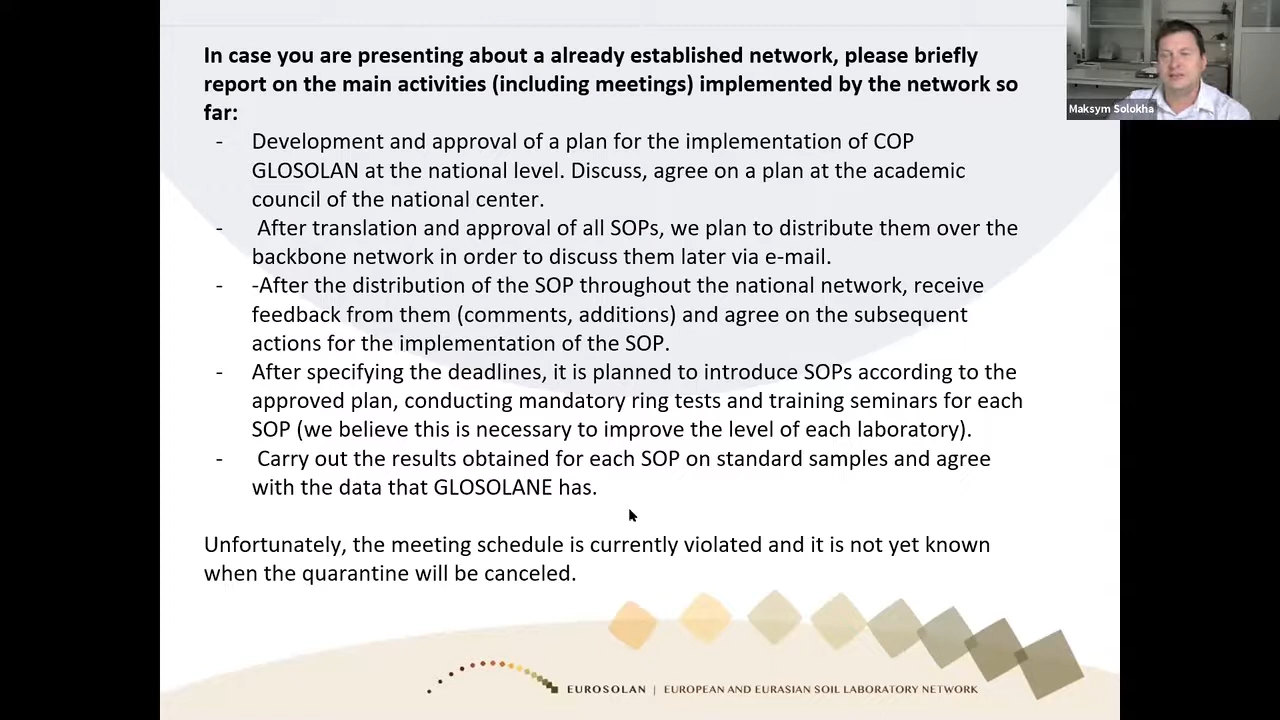 In case you are presenting about a already established network, please briefly
report on the main activities (including meetings) implemented by the network so
far:
- Development and approval of a plan for the implementation of COP
GLOSOLAN at the national level. Discuss, agree on a plan at the academic
council of the national center.
- After translation and approval of all SOPs, we plan to distribute them over the
backbone network in order to discuss them later via e-mail.
- -After the distribution of the SOP throughout the national network, receive
feedback from them (comments, additions) and agree on the subsequent
actions for the implementation of the SOP.
- After specifying the deadlines, it is planned to introduce SOPs according to the
approved plan, conducting mandatory ring tests and training seminars for each
SOP (we believe this is necessary to improve the level of each laboratory).
- Carry out the results obtained for each SOP on standard samples and agree
with the data that GLOSOLANE has.
Unfortunately, the meeting schedule is currently violated and it is not yet known
when the quarantine will be canceled.
EUROSOLAN | EUROPEAN AND EURASIAN SOIL LABORATORY NETWORK
Maksym Solokha